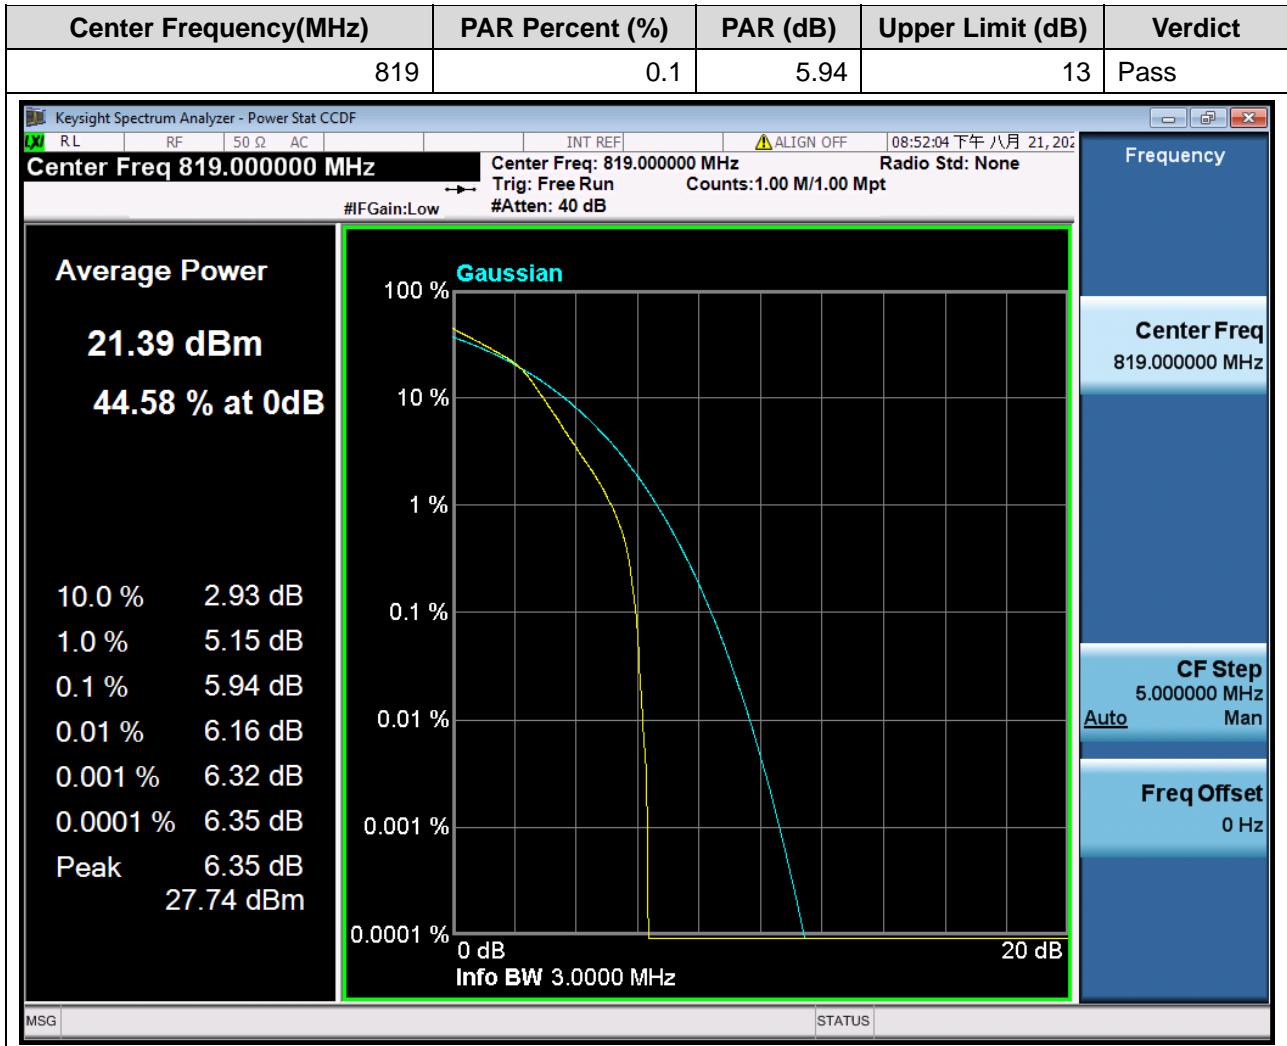 Center Frequency(MHz) PAR Percent (%) PAR (dB) Upper Limit (dB) Verdict
819 0.1 5.94 13 Pass
Keysight Spectrum Analyzer - Power Stat CCDF
LXI RL RF 50 Ω AC INT REF ALIGN OFF 08:52:04 下午 八月 21, 202
Center Freq 819.000000 MHz
Center Freq: 819.000000 MHz Radio Std: None
Trig: Free Run Counts:1.00 M/1.00 Mpt
#IFGain:Low #Atten: 40 dB
Average Power
21.39 dBm
44.58 % at 0dB
10.0 % 2.93 dB
1.0 % 5.15 dB
0.1 % 5.94 dB
0.01 % 6.16 dB
0.001 % 6.32 dB
0.0001 % 6.35 dB
Peak 6.35 dB
27.74 dBm
Gaussian
100 %
10 %
1 %
0.1 %
0.01 %
0.001 %
0.0001 %
0 dB 20 dB
Info BW 3.0000 MHz
Frequency
Center Freq
819.000000 MHz
CF Step
5.000000 MHz
Auto Man
Freq Offset
0 Hz
MSG STATUS